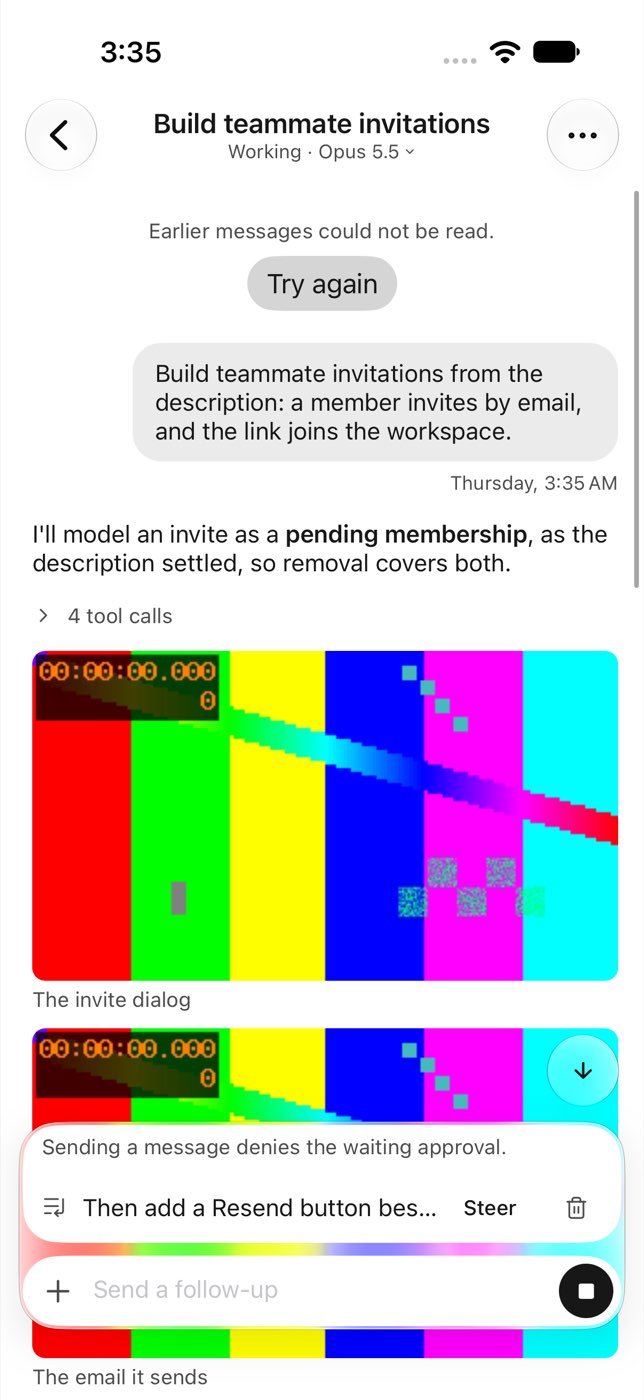 3:35
Build teammate invitations
Working · Opus 5.5
Earlier messages could not be read.
Try again
Build teammate invitations from the
description: a member invites by email,
and the link joins the workspace.
Thursday, 3:35 AM
I'll model an invite as a pending membership, as the
description settled, so removal covers both.
4 tool calls
00:00:00.000
0
The invite dialog
00:00:00.000
0
Sending a message denies the waiting approval.
Then add a Resend button bes...
Steer
Send a follow-up
The email it sends